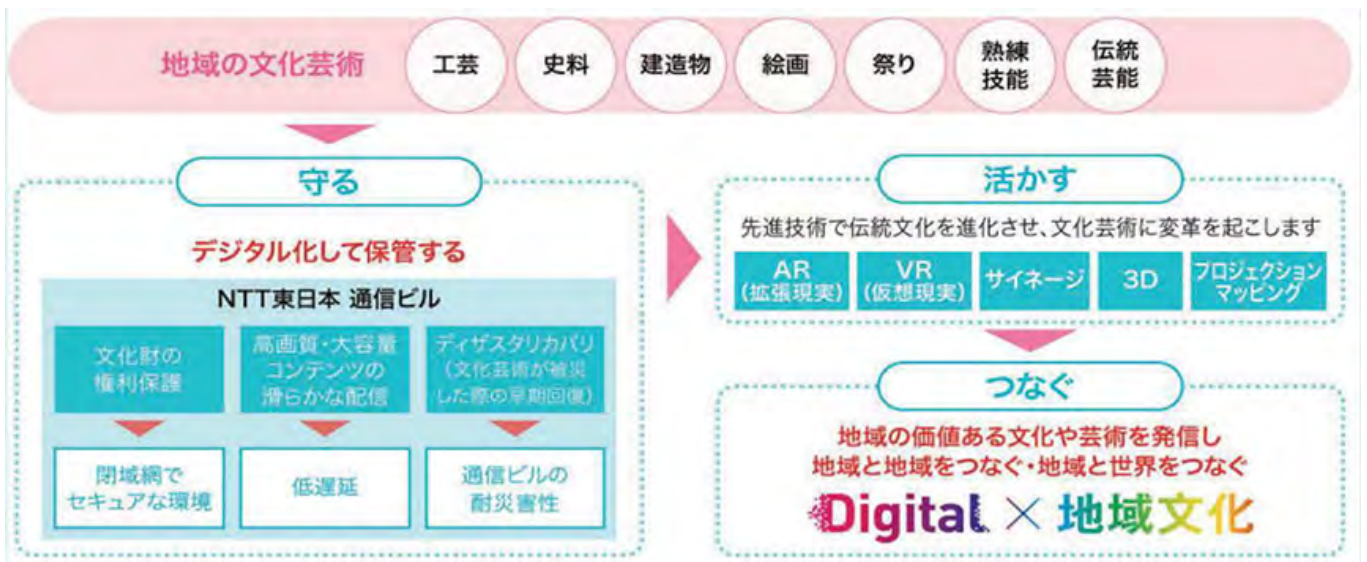 地域の文化芸術
工芸
史料
建造物
絵画
祭り
熟練
技能
伝統
芸能
守る
デジタル化して保管する
NTT東日本 通信ビル
文化財の
権利保護
高画質・大容量
コンテンツの
滑らかな配信
ディザスタリカバリ
(文化芸術が被災
した際の早期回復)
閉域網で
セキュアな環境
低遅延
通信ビルの
耐災害性
活かす
先進技術で伝統文化を進化させ、文化芸術に変革を起こします
AR
(拡張現実)
VR
(仮想現実)
サイネージ
3D
プロジェクション
マッピング
つなぐ
地域の価値ある文化や芸術を発信し
地域と地域をつなぐ・地域と世界をつなぐ
Digital × 地域文化